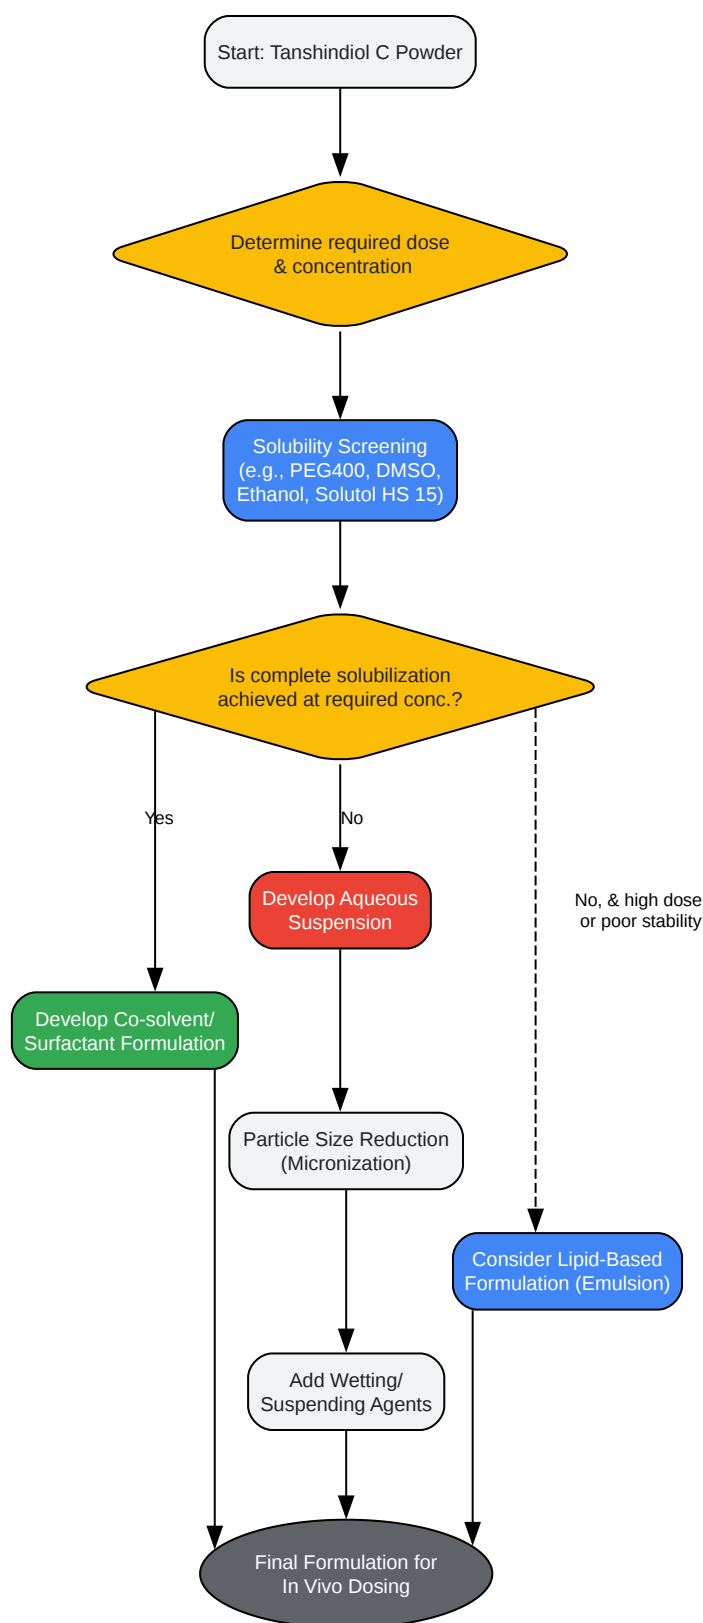 Start: Tanshindiol C Powder
Determine required dose
& concentration
Solubility Screening
(e.g., PEG400, DMSO,
Ethanol, Solutol HS 15)
Is complete solubilization
achieved at required conc.?
Yes
No
No, & high dose
or poor stability
Develop Aqueous
Suspension
Develop Co-solvent/
Surfactant Formulation
Particle Size Reduction
(Micronization)
Consider Lipid-Based
Formulation (Emulsion)
Add Wetting/
Suspending Agents
Final Formulation for
In Vivo Dosing